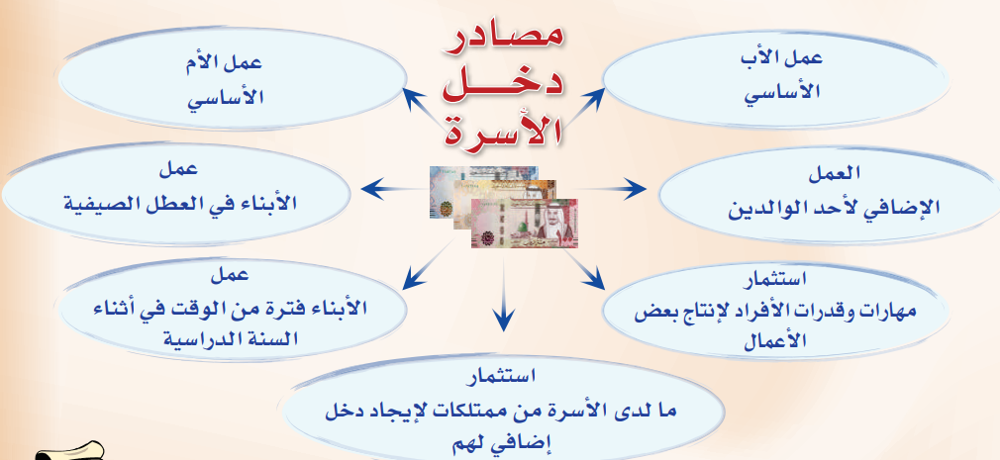 مصادر
دخل
الأسرة
عمل الأب
الأساسي
عمل الأم
الأساسي
العمل
الإضافي لأحد الوالدين
عمل
الأبناء في العطل الصيفية
استثمار
مهارات وقدرات الأفراد لإنتاج بعض
الأعمال
عمل
الأبناء فترة من الوقت في أثناء
السنة الدراسية
استثمار
ما لدى الأسرة من ممتلكات لإيجاد دخل
إضافي لهم